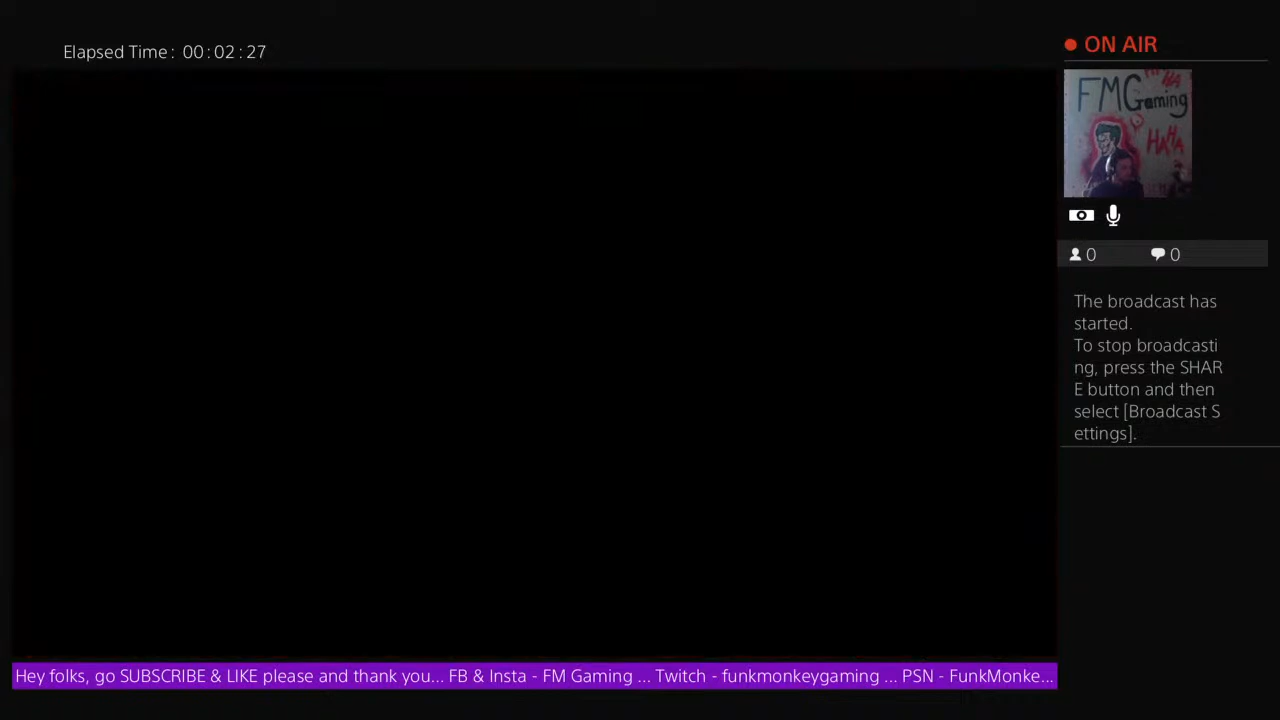 Elapsed Time: 00:02:27
ON AIR
FMGaming
HA
HA
HAHA
0
0
The broadcast has
started.
To stop broadcasti
ng, press the SHAR
E button and then
select [Broadcast S
ettings].
Hey folks, go SUBSCRIBE & LIKE please and thank you... FB & Insta - FM Gaming ... Twitch - funkmonkeygaming ... PSN - FunkMonke...